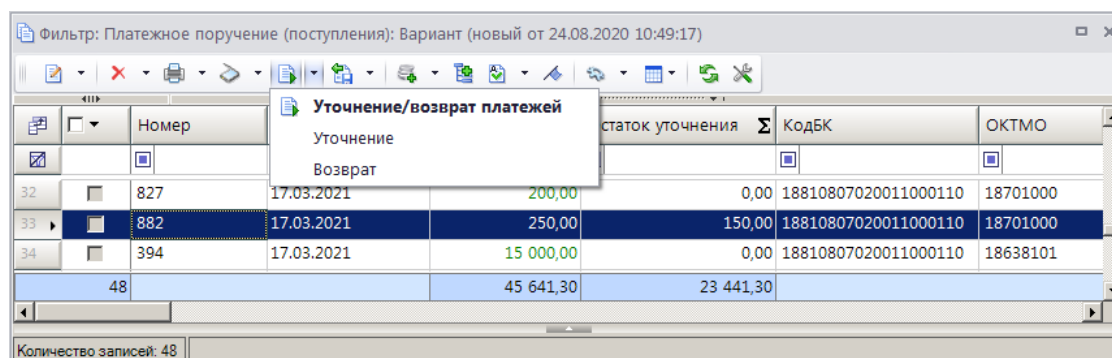 Фильтр: Платежное поручение (поступления): Вариант (новый от 24.08.2020 10:49:17)
Уточнение/возврат платежей
Уточнение
Возврат
Номер статок уточнения Σ КодБК ОКТМО
32 827 17.03.2021 200,00 0,00 18810807020011000110 18701000
33 882 17.03.2021 250,00 150,00 18810807020011000110 18701000
34 394 17.03.2021 15 000,00 0,00 18810807020011000110 18638101
48 45 641,30 23 441,30
Количество записей: 48